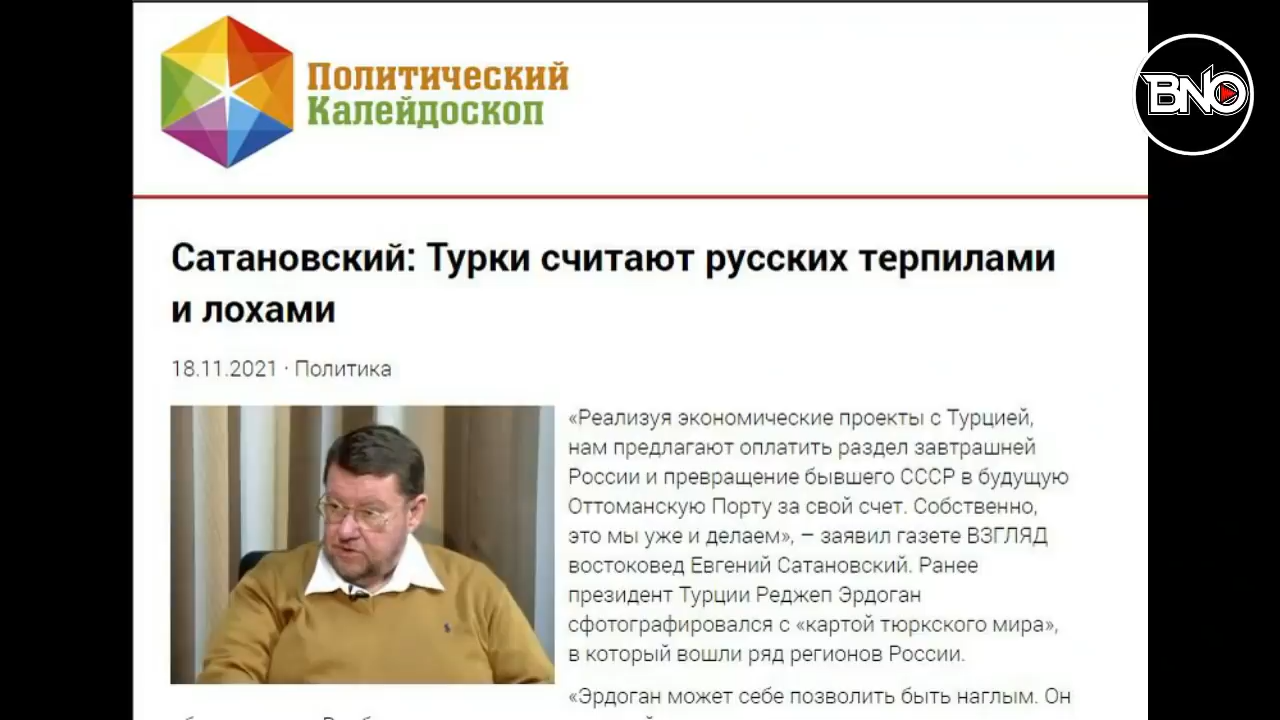 Политический
Калейдоскоп
BNO
Сатановский: Турки считают русских терпилами
и лохами
18.11.2021 · Политика
«Реализуя экономические проекты с Турцией,
нам предлагают оплатить раздел завтрашней
России и превращение бывшего СССР в будущую
Оттоманскую Порту за свой счет. Собственно,
это мы уже и делаем», – заявил газете ВЗГЛЯД
востоковед Евгений Сатановский. Ранее
президент Турции Реджеп Эрдоган
сфотографировался с «картой тюркского мира»,
в который вошли ряд регионов России.
«Эрдоган может себе позволить быть наглым. Он